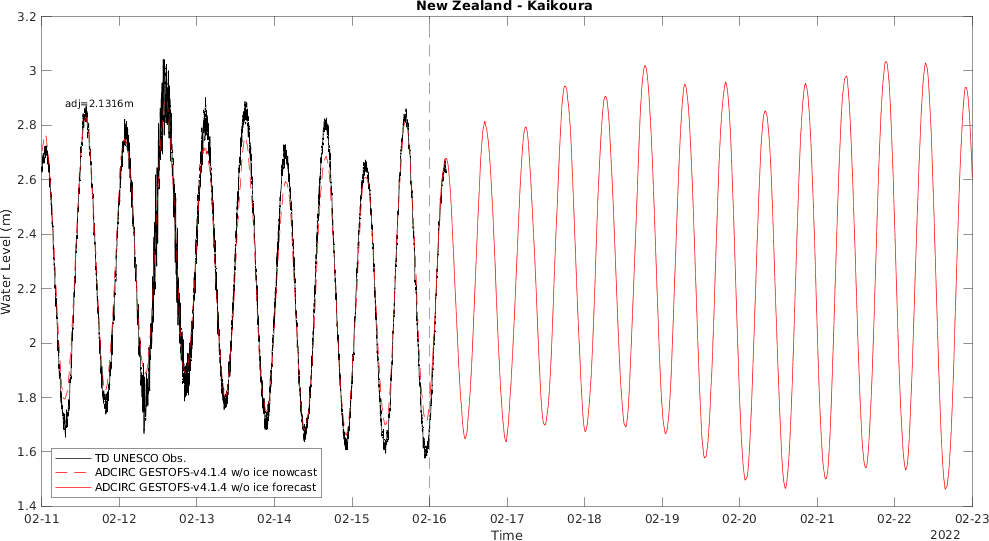 New Zealand - Kaikoura
3.2
3
2.8
2.6
2.4
2.2
2
1.8
1.6
1.4
Water Level (m)
adj=2.1316m
TD UNESCO Obs.
ADCIRC GESTOFS-v4.1.4 w/o ice nowcast
ADCIRC GESTOFS-v4.1.4 w/o ice forecast
02-11 02-12 02-13 02-14 02-15 02-16 02-17 02-18 02-19 02-20 02-21 02-22 02-23
Time
2022